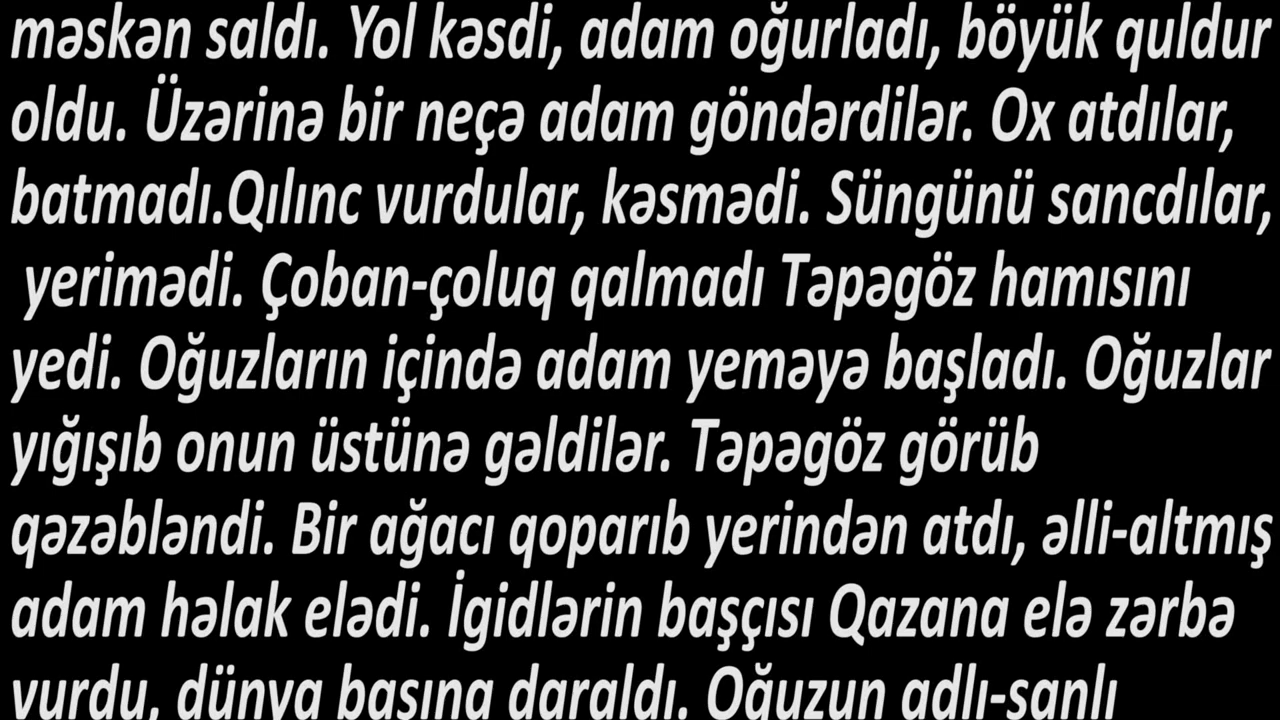 məskən saldı. Yol kəsdi, adam oğurladı, böyük quldur
oldu. Üzərinə bir neçə adam göndərdilər. Ox atdılar,
batmadı.Qılınc vurdular, kəsmədi. Süngünü sancdılar,
yerimədi. Çoban-çoluq qalmadı Təpəgöz hamısını
yedi. Oğuzların içində adam yeməyə başladı. Oğuzlar
yığışıb onun üstünə gəldilər. Təpəgöz görüb
qəzəbləndi. Bir ağacı qoparıb yerindən atdı, əlli-altmış
adam həlak elədi. İgidlərin başçısı Qazana elə zərbə
vurdu, dünya başına daraldı. Oğuzun adlı-sanlı